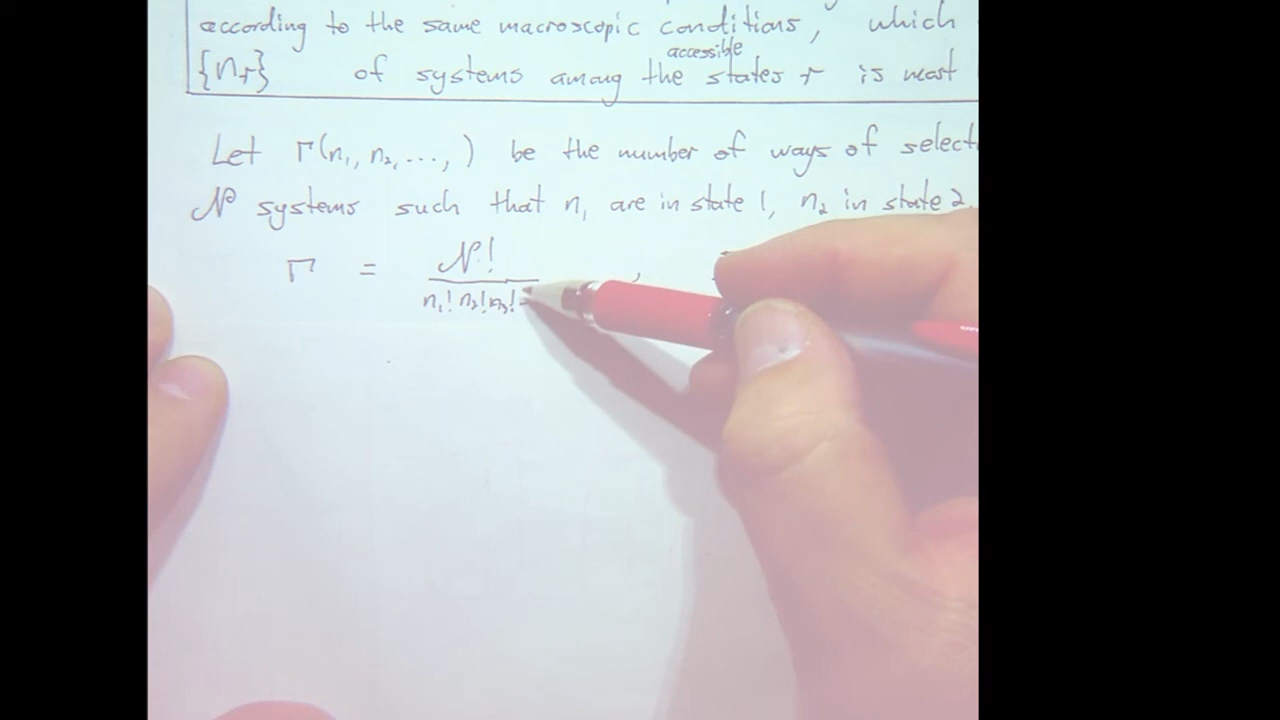 according to the same macroscopic conditions, which
accessible
{nᵣ} of systems among the states r is most
Let Γ(n₁, n₂, ..., ) be the number of ways of select
𝒩 systems such that n₁ are in state 1, n₂ in state 2
Γ = 𝒩! / n₁! n₂! n₃!